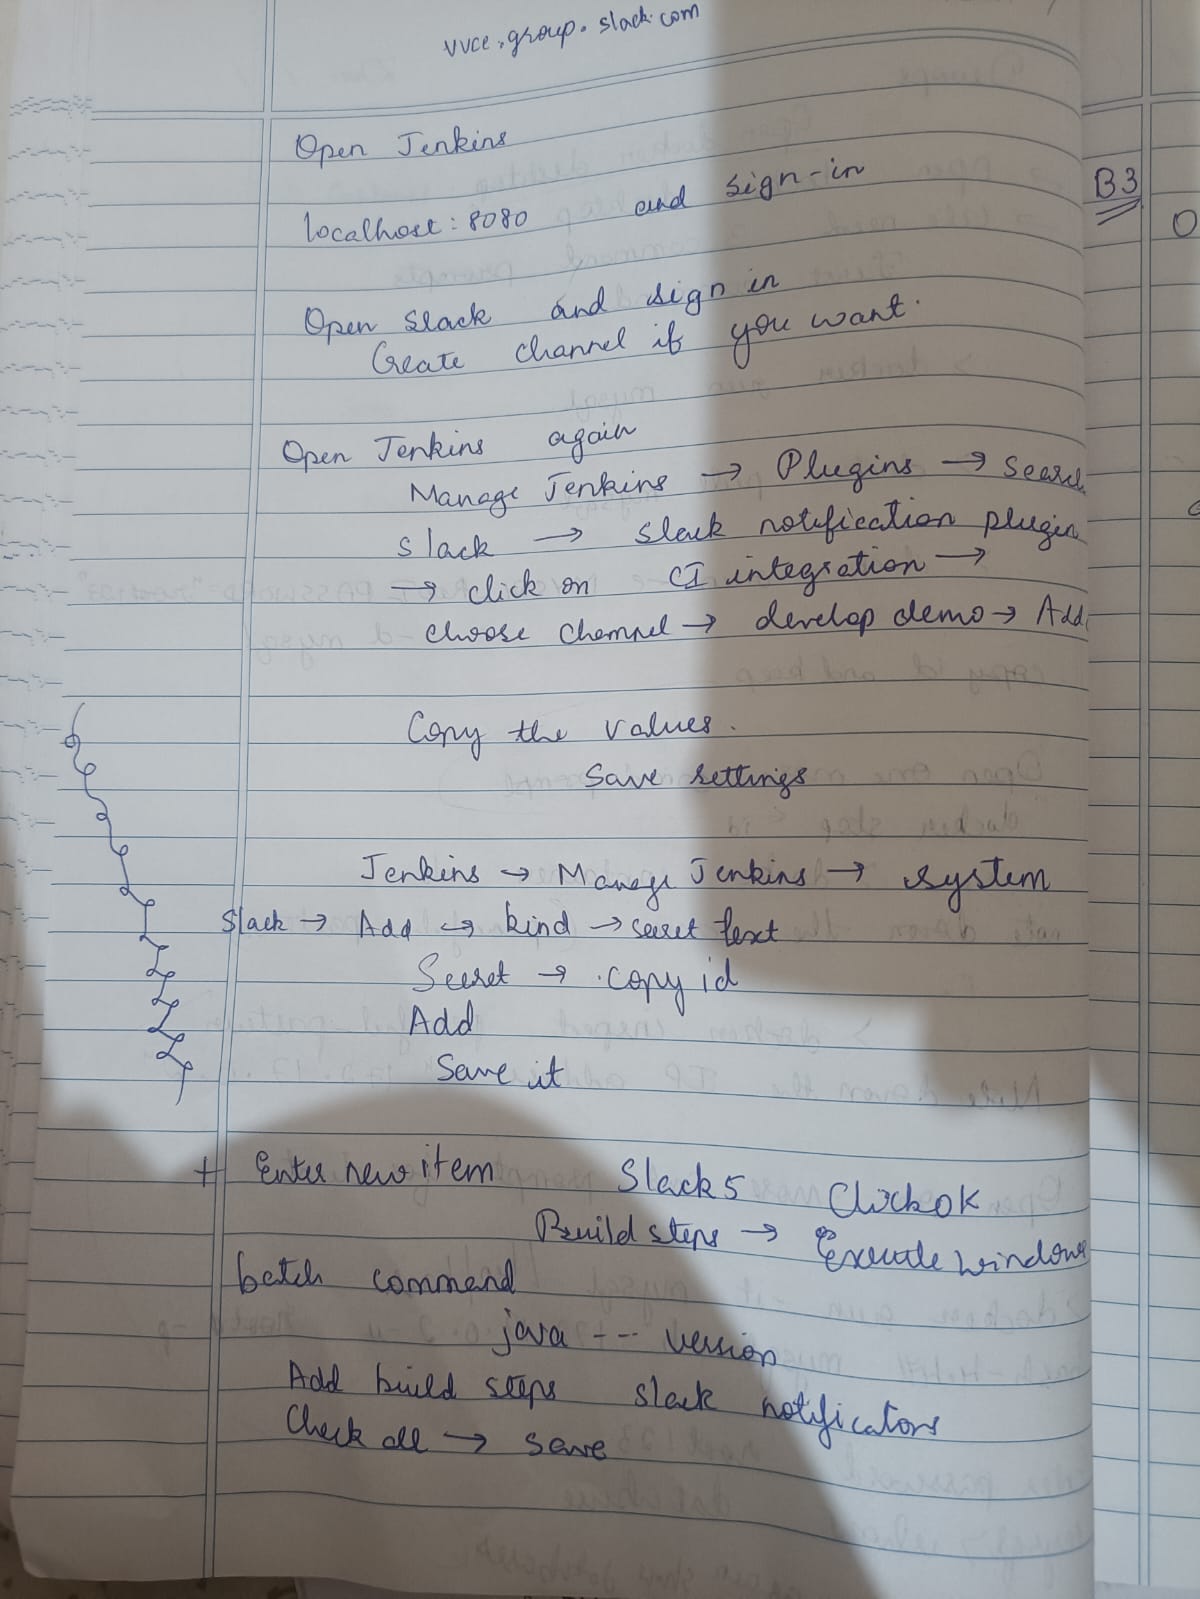 vvce.group.slack.com
Open Jenkins
localhost:8080 and sign-in
B3
Open slack and sign in
Create channel if you want.
Open Jenkins again
Manage Jenkins → Plugins → Search
slack → slack notification plugin
→ click on CI integration →
choose channel → develop demo → Add
Copy the values.
Save settings
Jenkins → Manage Jenkins → system
Slack → Add → kind → secret text
Secret → copy id
Add
Save it
+ Enter new item Slack5 Click OK
Build steps → Execute windows
batch command
java -- version
Add build steps slack notificators
Check all → save